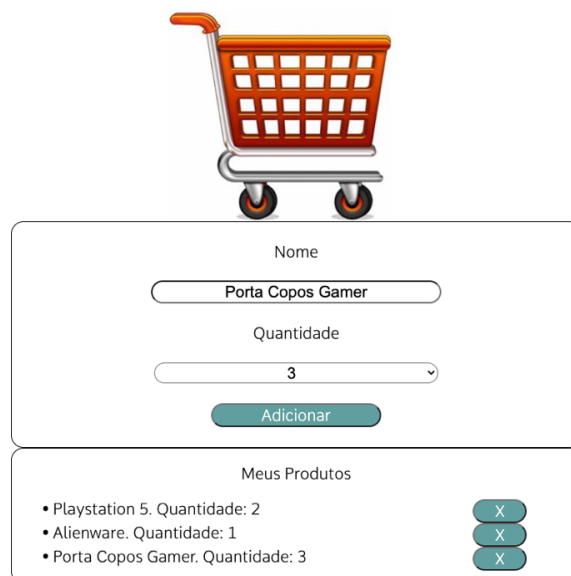 Nome
Porta Copos Gamer
Quantidade
3
Adicionar
Meus Produtos
• Playstation 5. Quantidade: 2 X
• Alienware. Quantidade: 1 X
• Porta Copos Gamer. Quantidade: 3 X